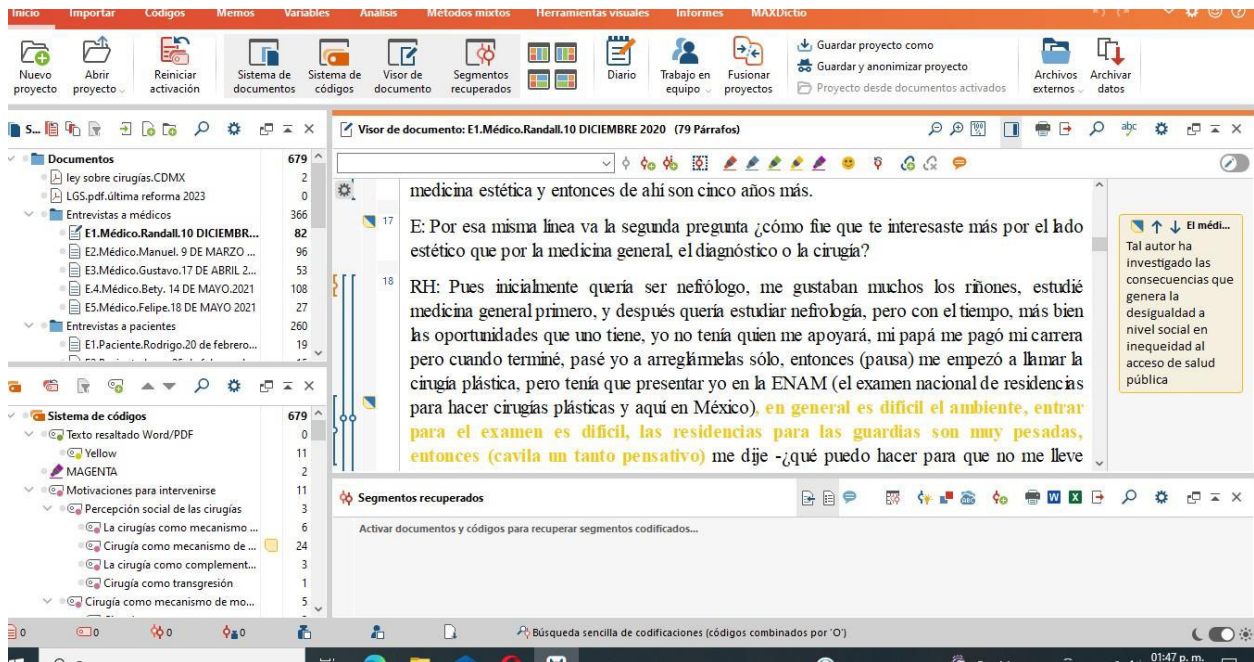 Inicio Importar Códigos Memos Variables Análisis Métodos mixtos Herramientas visuales Informes MAXDictio
Nuevo proyecto
Abrir proyecto
Reiniciar activación
Sistema de documentos
Sistema de códigos
Visor de documento
Segmentos recuperados
Diario
Trabajo en equipo
Fusionar proyectos
Guardar proyecto como
Guardar y anonimizar proyecto
Proyecto desde documentos activados
Archivos externos
Archivar datos
S...
Documentos 679
ley sobre cirugías.CDMX 2
LGS.pdf.última reforma 2023 0
Entrevistas a médicos 366
E1.Médico.Randall.10 DICIEMBR... 82
E2.Médico.Manuel. 9 DE MARZO ... 96
E3.Médico.Gustavo.17 DE ABRIL 2... 53
E.4.Médico.Bety. 14 DE MAYO.2021 108
E5.Médico.Felipe.18 DE MAYO 2021 27
Entrevistas a pacientes 260
E1.Paciente.Rodrigo.20 de febrero... 19
Sistema de códigos 679
Texto resaltado Word/PDF 0
Yellow 11
MAGENTA 2
Motivaciones para intervenirse 11
Percepción social de las cirugías 3
La cirugías como mecanismo ... 6
Cirugía como mecanismo de ... 24
La cirugía como complement... 3
Cirugía como transgresión 1
Cirugía como mecanismo de mo... 5
Visor de documento: E1.Médico.Randall.10 DICIEMBRE 2020 (79 Párrafos)
abc
medicina estética y entonces de ahí son cinco años más.
17 E: Por esa misma línea va la segunda pregunta ¿cómo fue que te interesaste más por el lado
estético que por la medicina general, el diagnóstico o la cirugía?
18 RH: Pues inicialmente quería ser nefrólogo, me gustaban muchos los riñones, estudié
medicina general primero, y después quería estudiar nefrología, pero con el tiempo, más bien
las oportunidades que uno tiene, yo no tenía quien me apoyará, mi papá me pagó mi carrera
pero cuando terminé, pasé yo a arreglármelas sólo, entonces (pausa) me empezó a llamar la
cirugía plástica, pero tenía que presentar yo en la ENAM (el examen nacional de residencias
para hacer cirugías plásticas y aquí en México), en general es difícil el ambiente, entrar
para el examen es difícil, las residencias para las guardias son muy pesadas,
entonces (cavila un tanto pensativo) me dije -¿qué puedo hacer para que no me lleve
El médi...
Tal autor ha
investigado las
consecuencias que
genera la
desigualdad a
nivel social en
inequeidad al
acceso de salud
pública
Segmentos recuperados
Activar documentos y códigos para recuperar segmentos codificados...
0 0 0 0
Búsqueda sencilla de codificaciones (códigos combinados por 'O')
01:47 p. m.